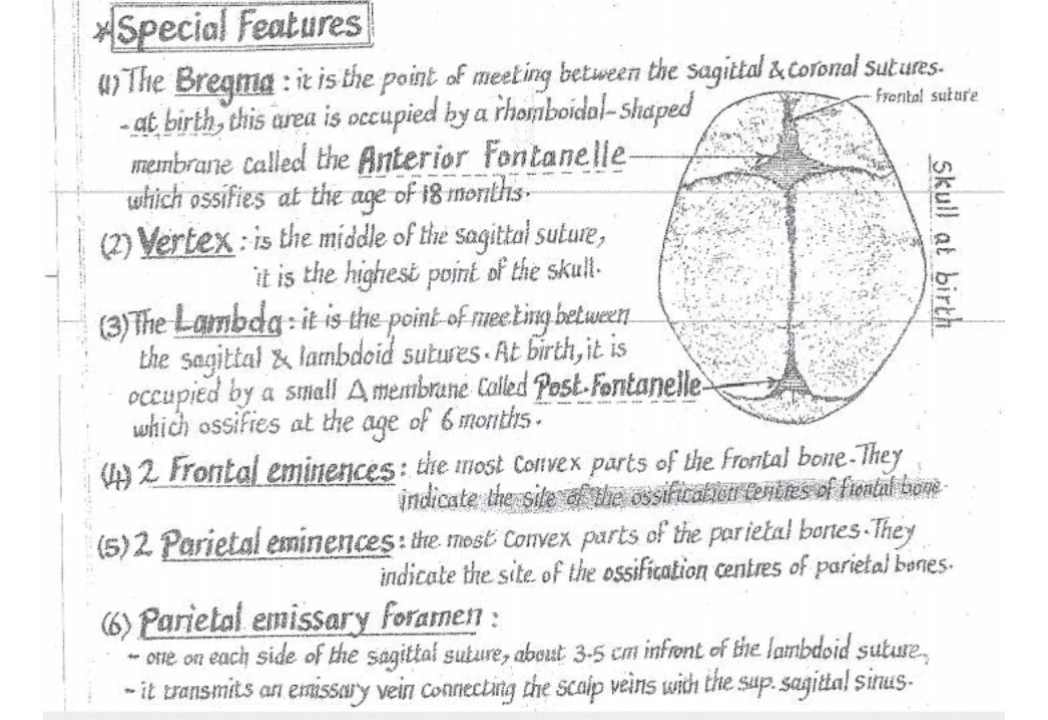 *Special Features
(1) The Bregma : it is the point of meeting between the sagittal & coronal sutures.
- at birth, this area is occupied by a rhomboidal-shaped
membrane called the Anterior Fontanelle
which ossifies at the age of 18 months.
(2) Vertex : is the middle of the sagittal suture,
it is the highest point of the skull.
(3) The Lambda : it is the point of meeting between
the sagittal & lambdoid sutures. At birth, it is
occupied by a small Δ membrane called Post. Fontanelle
which ossifies at the age of 6 months.
frontal suture
Skull at birth
(4) 2 Frontal eminences : the most convex parts of the frontal bone. They
indicate the site of the ossification centres of frontal bone.
(5) 2 Parietal eminences : the most convex parts of the parietal bones. They
indicate the site of the ossification centres of parietal bones.
(6) Parietal emissary foramen :
- one on each side of the sagittal suture, about 3-5 cm infront of the lambdoid suture,
- it transmits an emissary vein connecting the scalp veins with the sup. sagittal sinus.